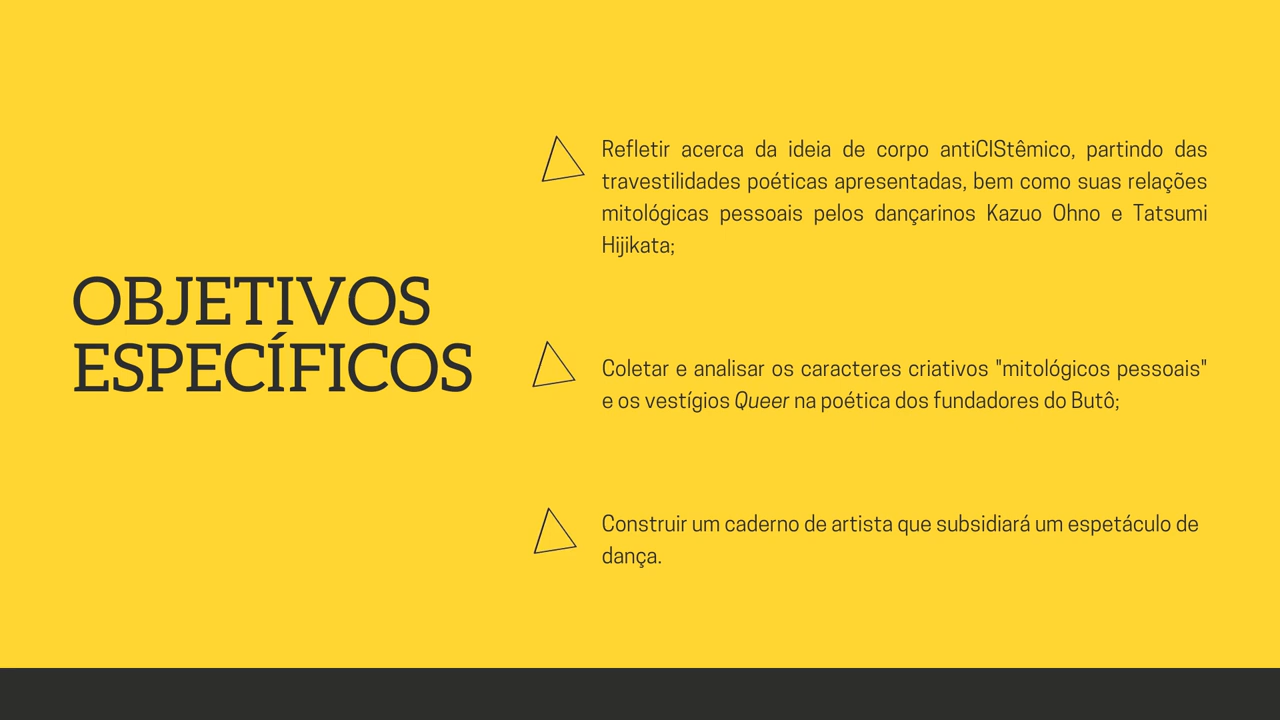 OBJETIVOS
ESPECÍFICOS
Refletir acerca da ideia de corpo antiCIStêmico, partindo das
travestilidades poéticas apresentadas, bem como suas relações
mitológicas pessoais pelos dançarinos Kazuo Ohno e Tatsumi
Hijikata;
Coletar e analisar os caracteres criativos "mitológicos pessoais"
e os vestígios Queer na poética dos fundadores do Butô;
Construir um caderno de artista que subsidiará um espetáculo de
dança.